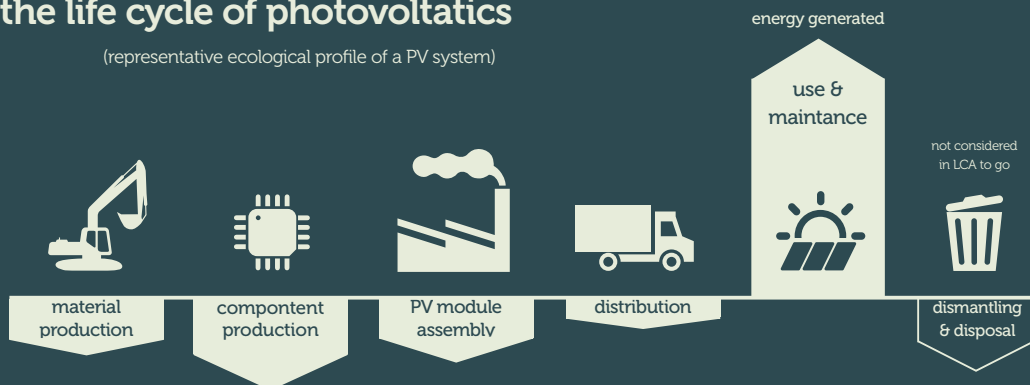 the life cycle of photovoltatics
(representative ecological profile of a PV system)
energy generated
use &
maintance
not considered
in LCA to go
material
production
compontent
production
PV module
assembly
distribution
dismantling
& disposal